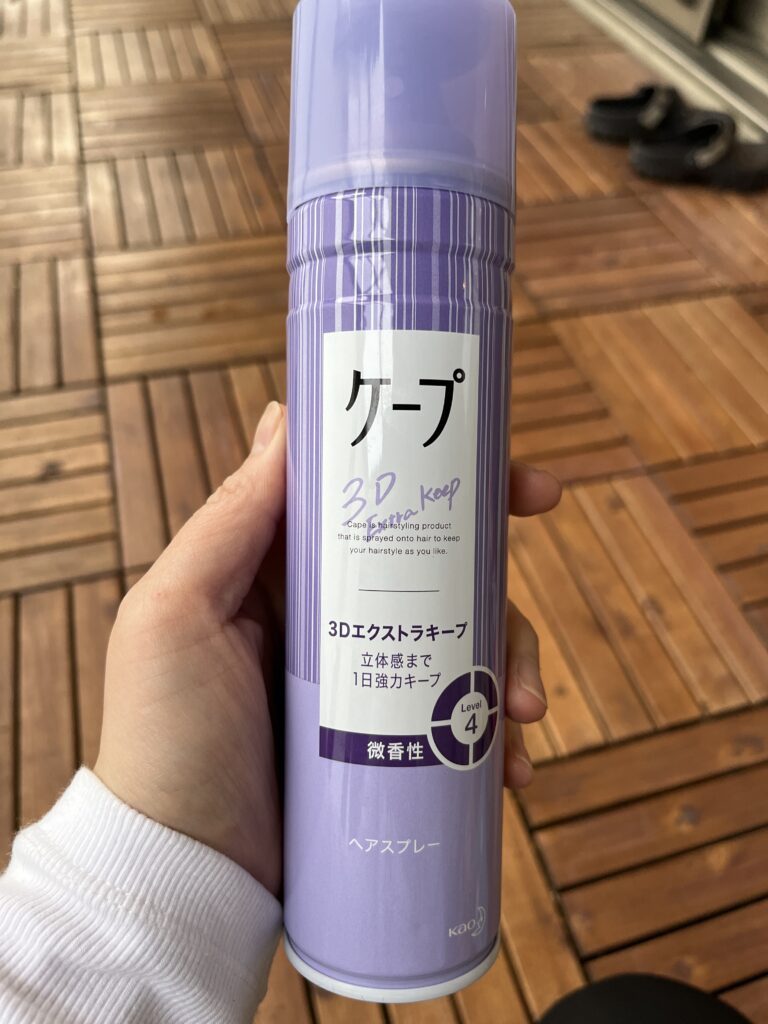 ケープ
3D
Extra Keep
Cape is hairstyling product
that is sprayed onto hair to keep
your hairstyle as you like.
3Dエクストラキープ
立体感まで
1日強力キープ
Level
4
微香性
ヘアスプレー
Kao